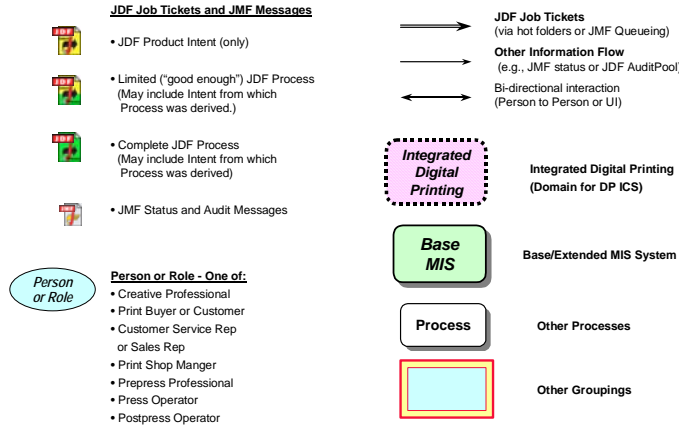 JDF Job Tickets and JMF Messages
JDF
• JDF Product Intent (only)
JDF
• Limited ("good enough") JDF Process
(May include Intent from which
Process was derived.)
JDF
• Complete JDF Process
(May include Intent from which
Process was derived)
• JMF Status and Audit Messages
Person
or Role
Person or Role - One of:
• Creative Professional
• Print Buyer or Customer
• Customer Service Rep
or Sales Rep
• Print Shop Manger
• Prepress Professional
• Press Operator
• Postpress Operator
JDF Job Tickets
(via hot folders or JMF Queueing)
Other Information Flow
(e.g., JMF status or JDF AuditPool)
Bi-directional interaction
(Person to Person or UI)
Integrated
Digital
Printing
Integrated Digital Printing
(Domain for DP ICS)
Base
MIS
Base/Extended MIS System
Process
Other Processes
Other Groupings